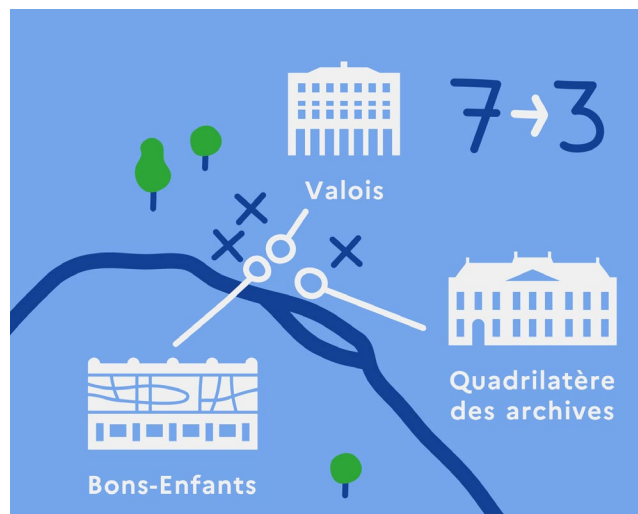 7→3
Valois
Quadrilatère
des archives
Bons-Enfants